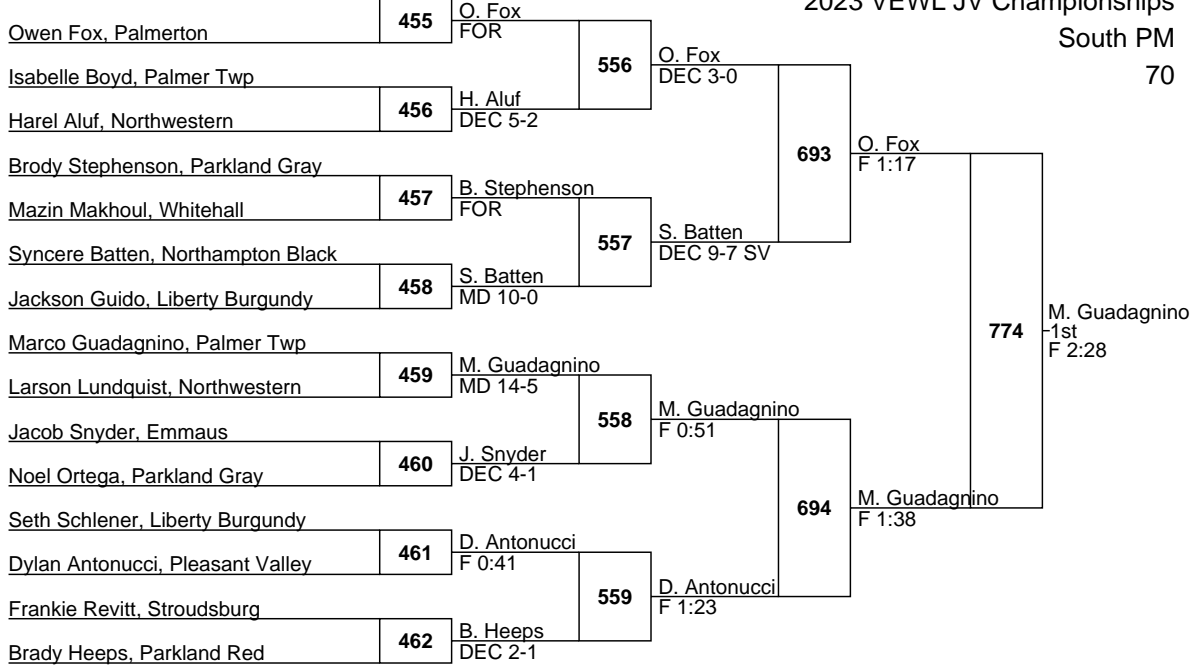 2023 VEWL JV Championships
South PM
70
Owen Fox, Palmerton
Isabelle Boyd, Palmer Twp
Harel Aluf, Northwestern
Brody Stephenson, Parkland Gray
Mazin Makhoul, Whitehall
Syncere Batten, Northampton Black
Jackson Guido, Liberty Burgundy
Marco Guadagnino, Palmer Twp
Larson Lundquist, Northwestern
Jacob Snyder, Emmaus
Noel Ortega, Parkland Gray
Seth Schlener, Liberty Burgundy
Dylan Antonucci, Pleasant Valley
Frankie Revitt, Stroudsburg
Brady Heeps, Parkland Red
455
456
457
458
459
460
461
462
O. Fox
FOR
H. Aluf
DEC 5-2
B. Stephenson
FOR
S. Batten
MD 10-0
M. Guadagnino
MD 14-5
J. Snyder
DEC 4-1
D. Antonucci
F 0:41
B. Heeps
DEC 2-1
556
557
558
559
O. Fox
DEC 3-0
S. Batten
DEC 9-7 SV
M. Guadagnino
F 0:51
D. Antonucci
F 1:23
693
694
O. Fox
F 1:17
M. Guadagnino
F 1:38
774
M. Guadagnino
1st
F 2:28